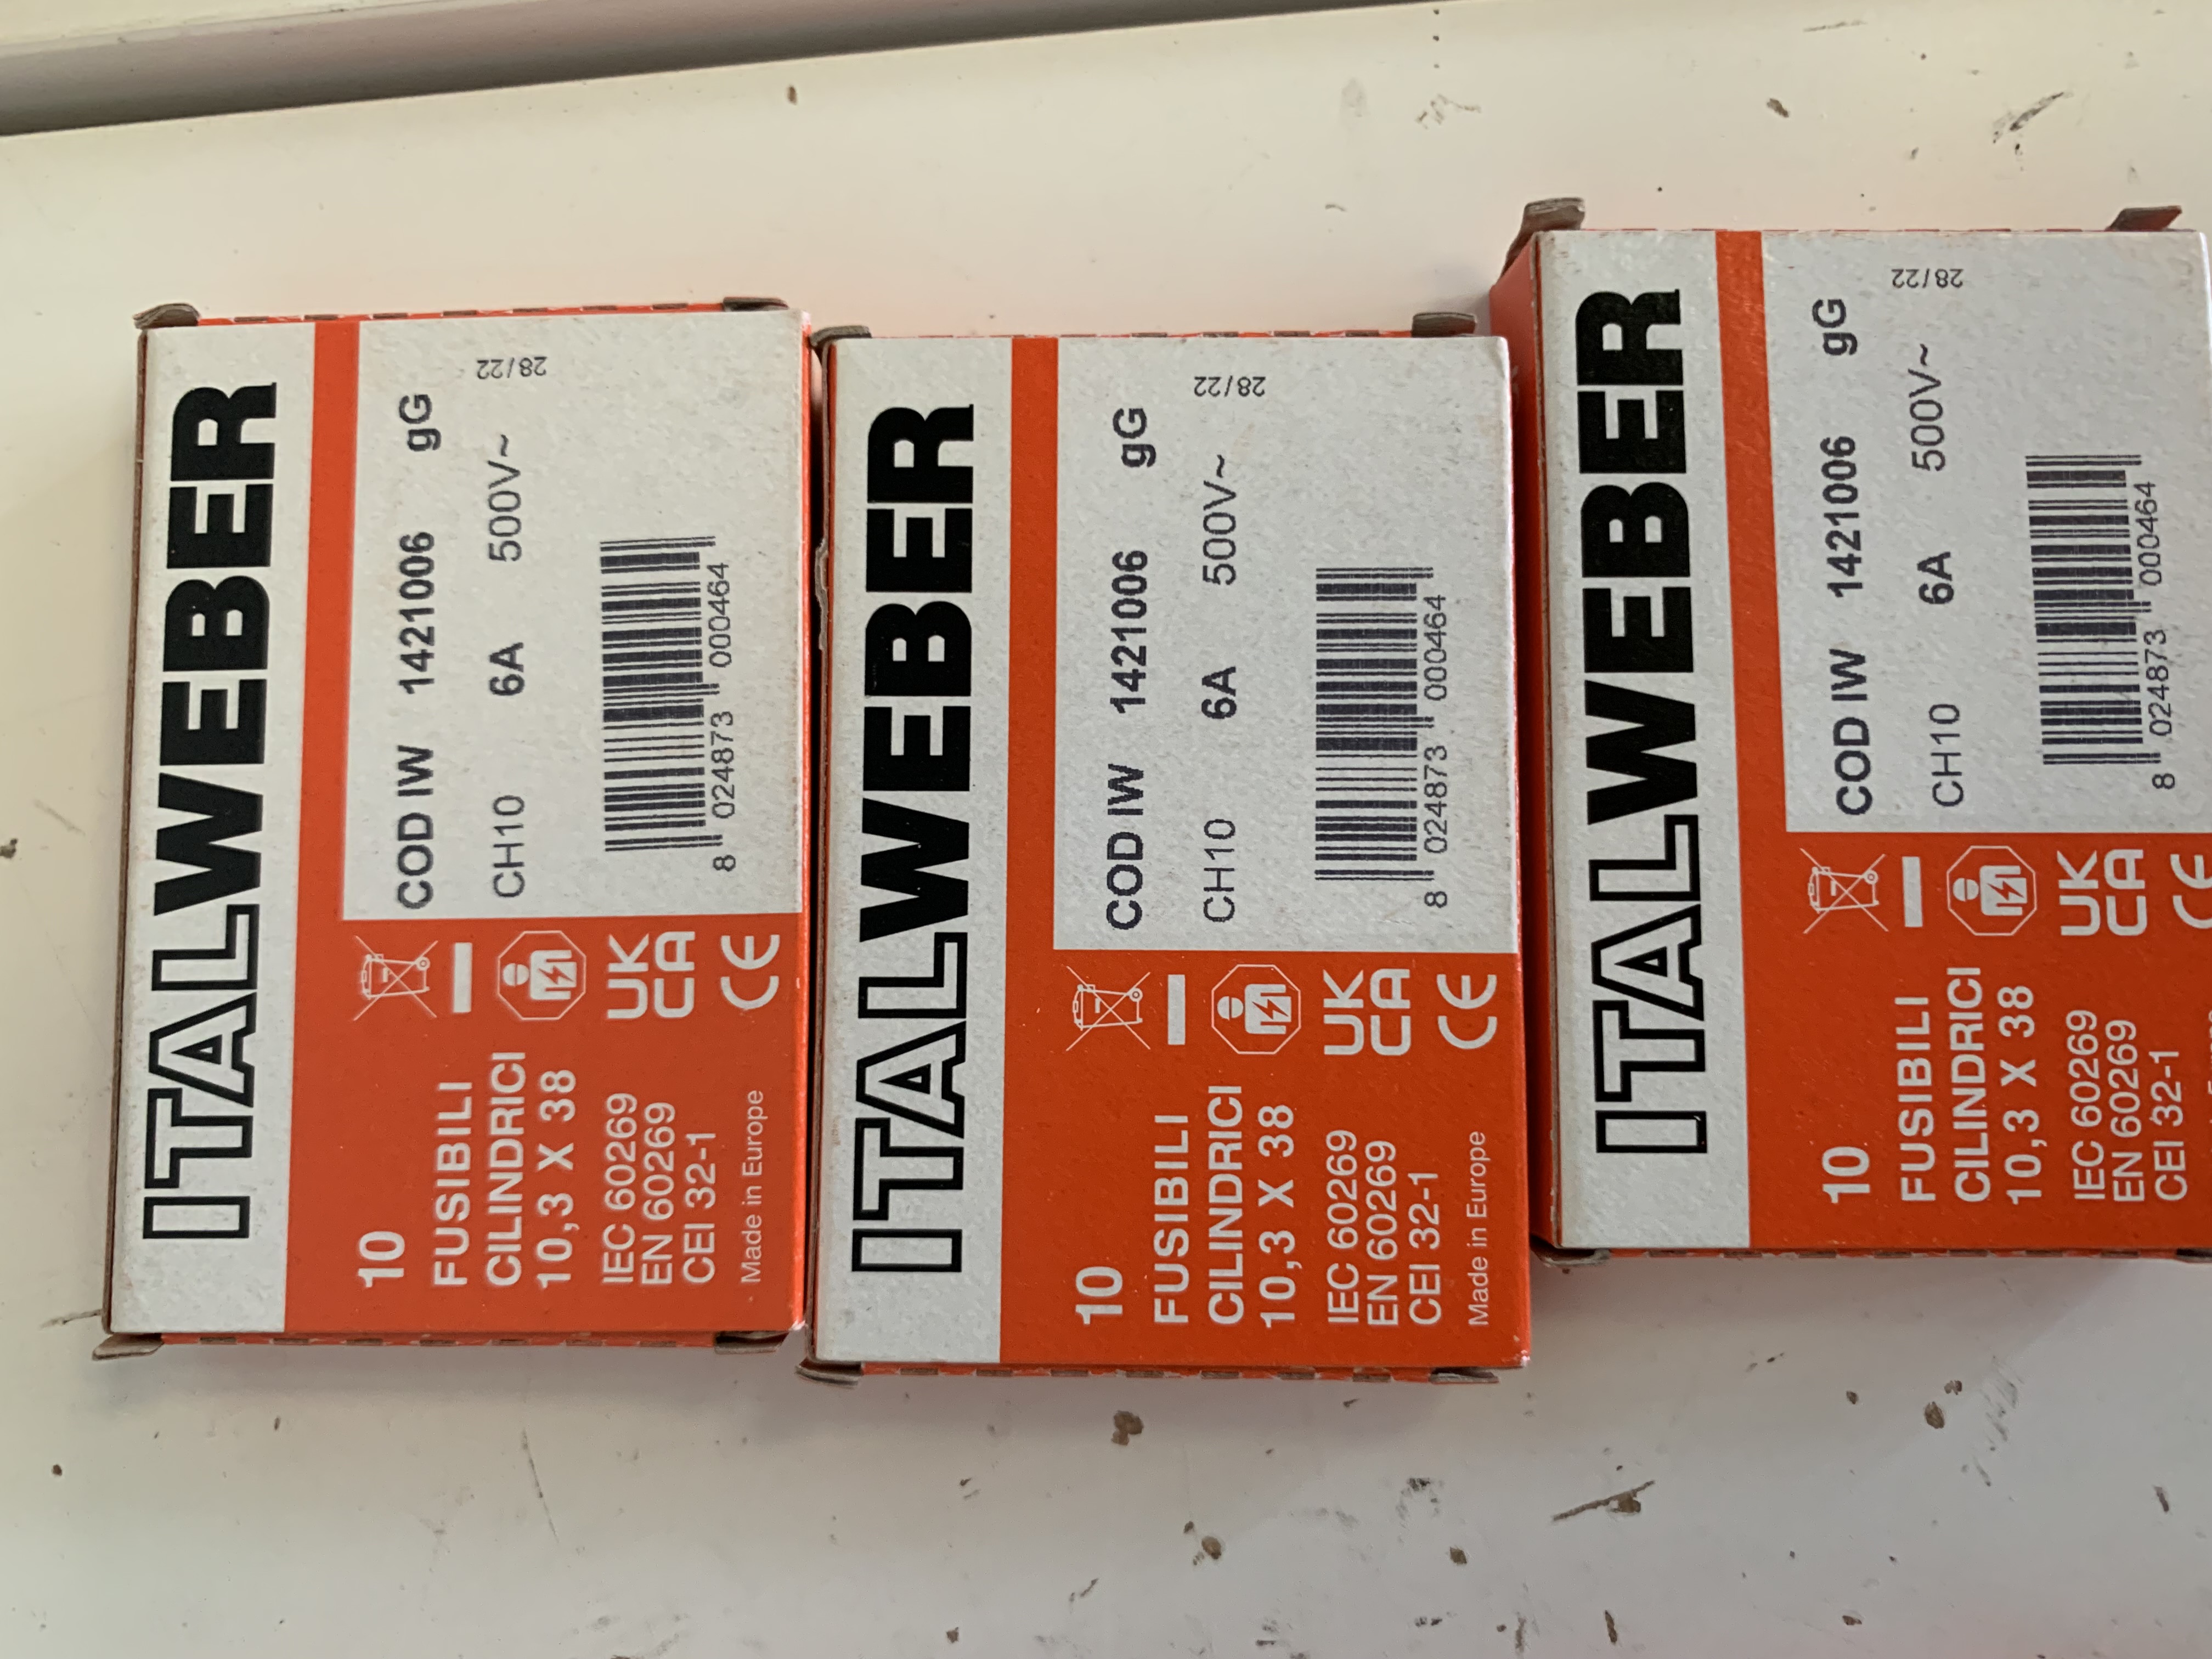 ITALWEBER
COD IW 1421006 gG
CH10 6A 500V~
28/22
8 024873 000464
10
FUSIBILI
CILINDRICI
10,3 X 38
IEC 60269
EN 60269
CEI 32-1
Made in Europe
UK
CA
CE
ITALWEBER
COD IW 1421006 gG
CH10 6A 500V~
28/22
8 024873 000464
10
FUSIBILI
CILINDRICI
10,3 X 38
IEC 60269
EN 60269
CEI 32-1
Made in Europe
UK
CA
CE
ITALWEBER
COD IW 1421006 gG
CH10 6A 500V~
28/22
8 024873 000464
10
FUSIBILI
CILINDRICI
10,3 X 38
IEC 60269
EN 60269
CEI 32-1
UK
CA
CE